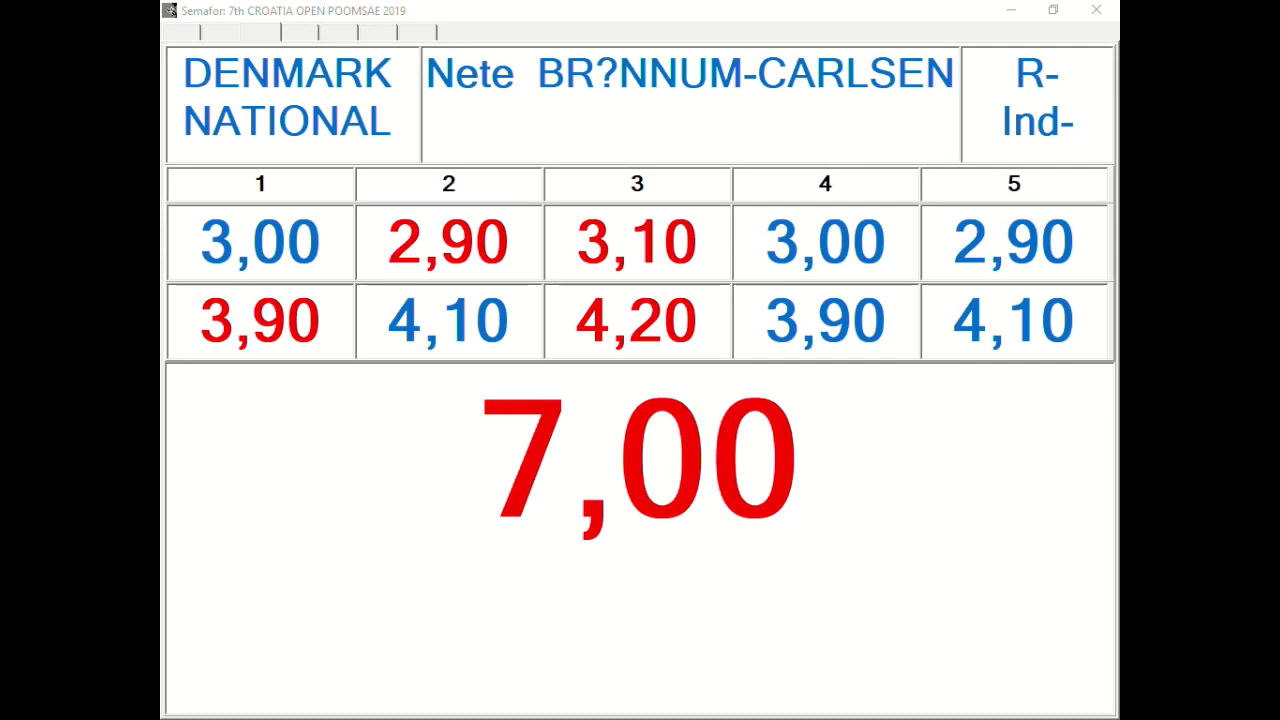 Semafor: 7th CROATIA OPEN POOMSAE 2019
DENMARK NATIONAL
Nete BR?NNUM-CARLSEN
R-Ind-
1 2 3 4 5
3,00 2,90 3,10 3,00 2,90
3,90 4,10 4,20 3,90 4,10
7,00